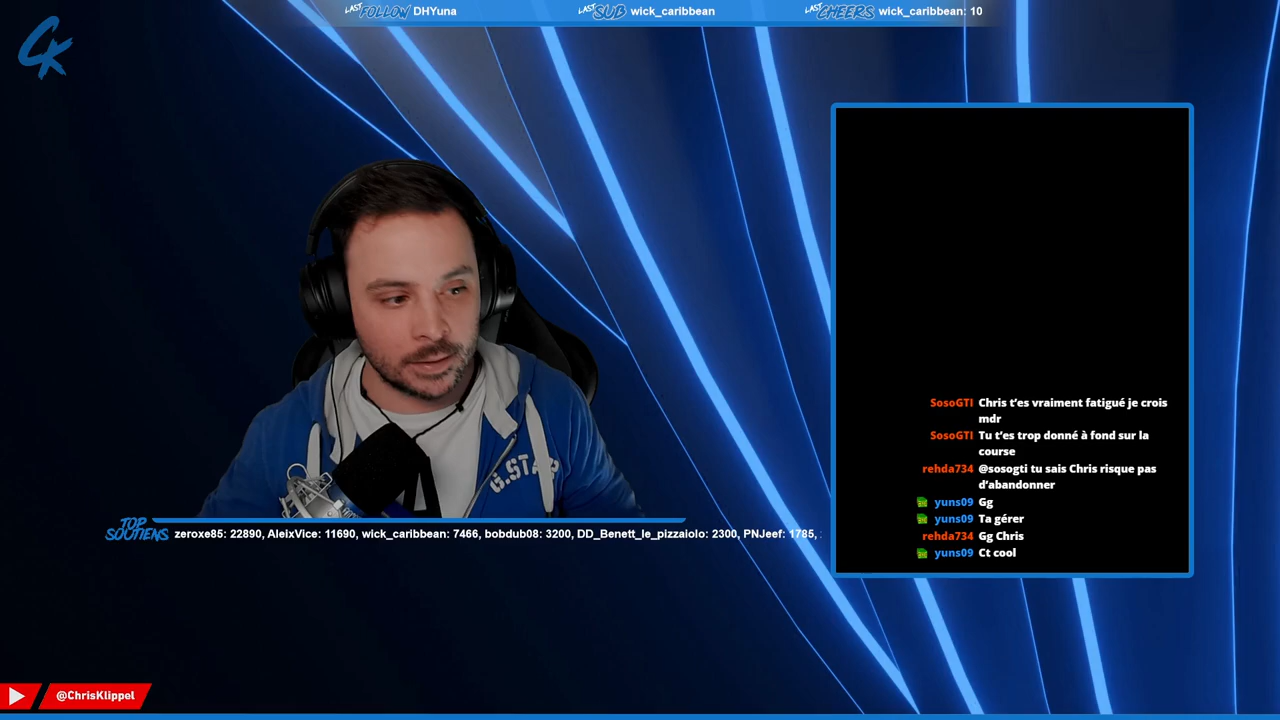 LAST FOLLOW DHYuna
LAST SUB wick_caribbean
LAST CHEERS wick_caribbean: 10
CK
SosoGTI Chris t'es vraiment fatigué je crois
mdr
SosoGTI Tu t'es trop donné à fond sur la
course
rehda734 @sosogti tu sais Chris risque pas
d'abandonner
yuns09 Gg
yuns09 Ta gérer
rehda734 Gg Chris
yuns09 Ct cool
G.STAR
TOP
SOUTIENS zeroxe85: 22890, AleixVice: 11690, wick_caribbean: 7466, bobdub08: 3200, DD_Benett_le_pizzaiolo: 2300, PNJeef: 1785,
@ChrisKlippel